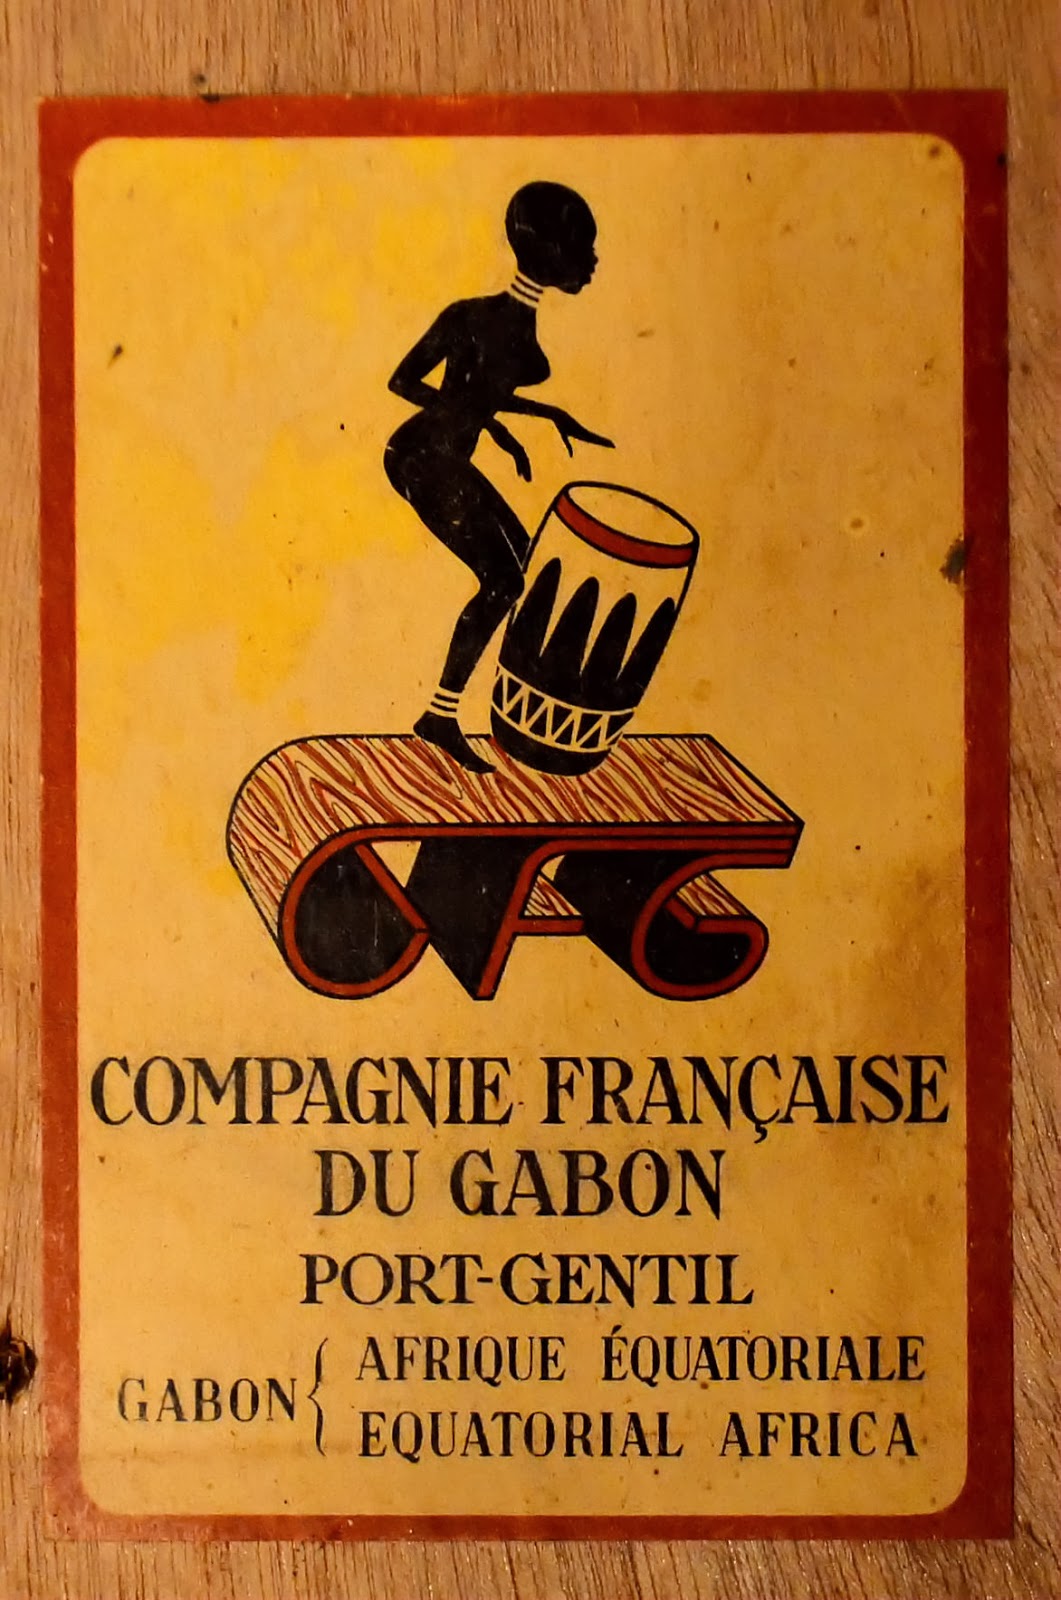 CFG
COMPAGNIE FRANÇAISE
DU GABON
PORT-GENTIL
GABON { AFRIQUE ÉQUATORIALE
EQUATORIAL AFRICA